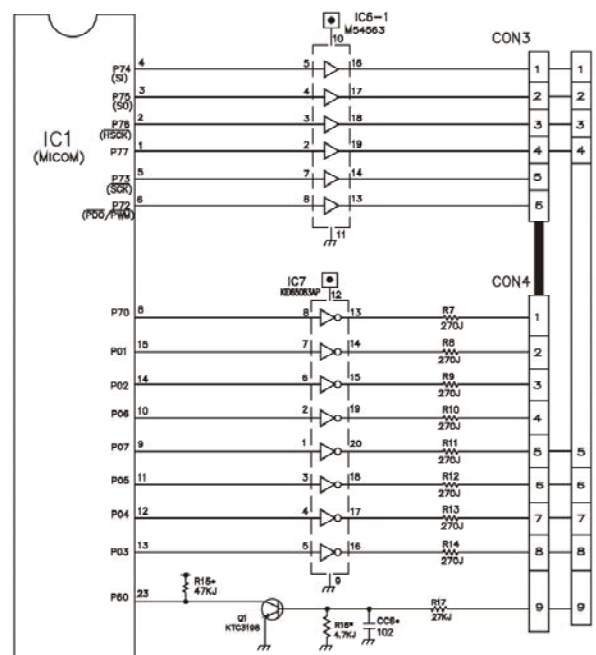 IC6-1
M54563
10
CON3
P74 4 5 16 1 1
(SI)
P75 3 4 17 2 2
(SO)
P76 2 3 18 3 3
(HSCK)
IC1
P77 1 2 19 4 4
(MICOM)
P73 5 7 14 5
(SCK)
P72 6 8 13 6
(PDO/PWM)
11
IC7
KID65083AP
12
CON4
P70 8 8 13 R7 1
270J
P01 15 7 14 R8 2
270J
P02 14 6 15 R9 3
270J
P06 10 2 19 R10 4
270J
P07 9 1 20 R11 5 5
270J
P05 11 3 18 R12 6 6
270J
P04 12 4 17 R13 7 7
270J
P03 13 5 16 R14 8 8
270J
9
R15*
47KJ
P60 23 R17 9 9
27KJ
Q1
KTC3198
R16*
4.7KJ
CC6*
102